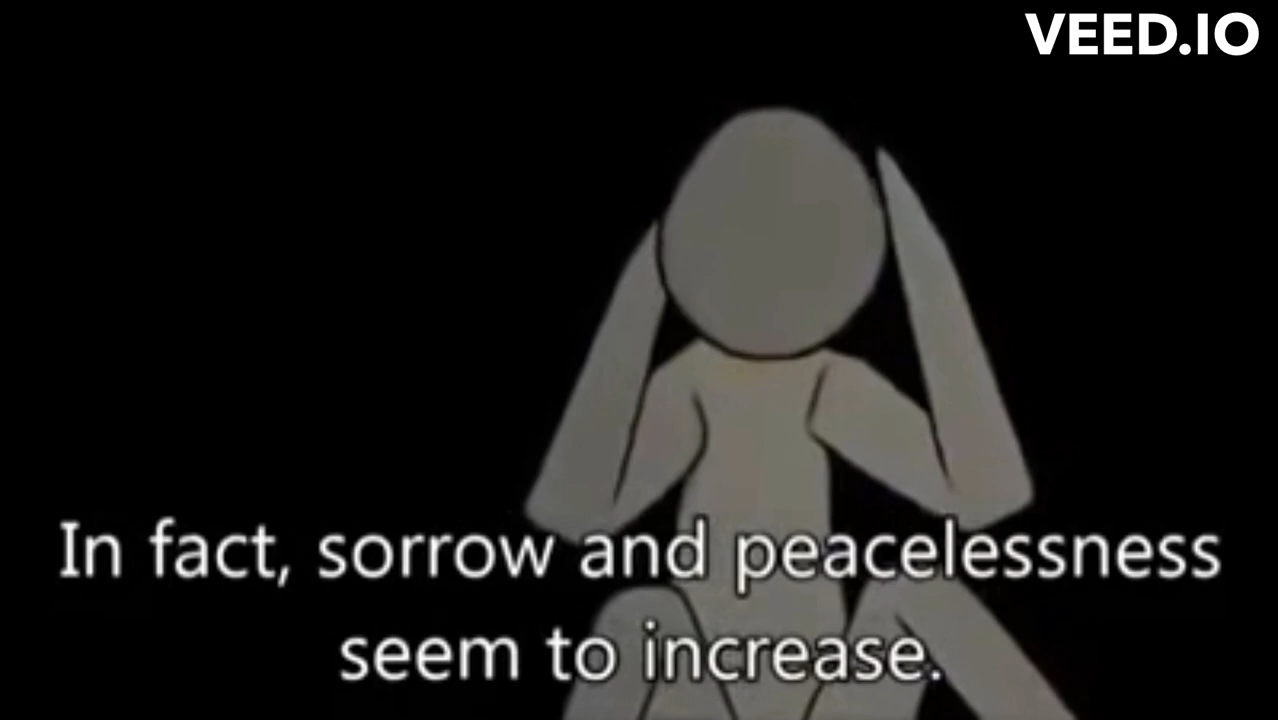 VEED.IO
In fact, sorrow and peacelessness
seem to increase.